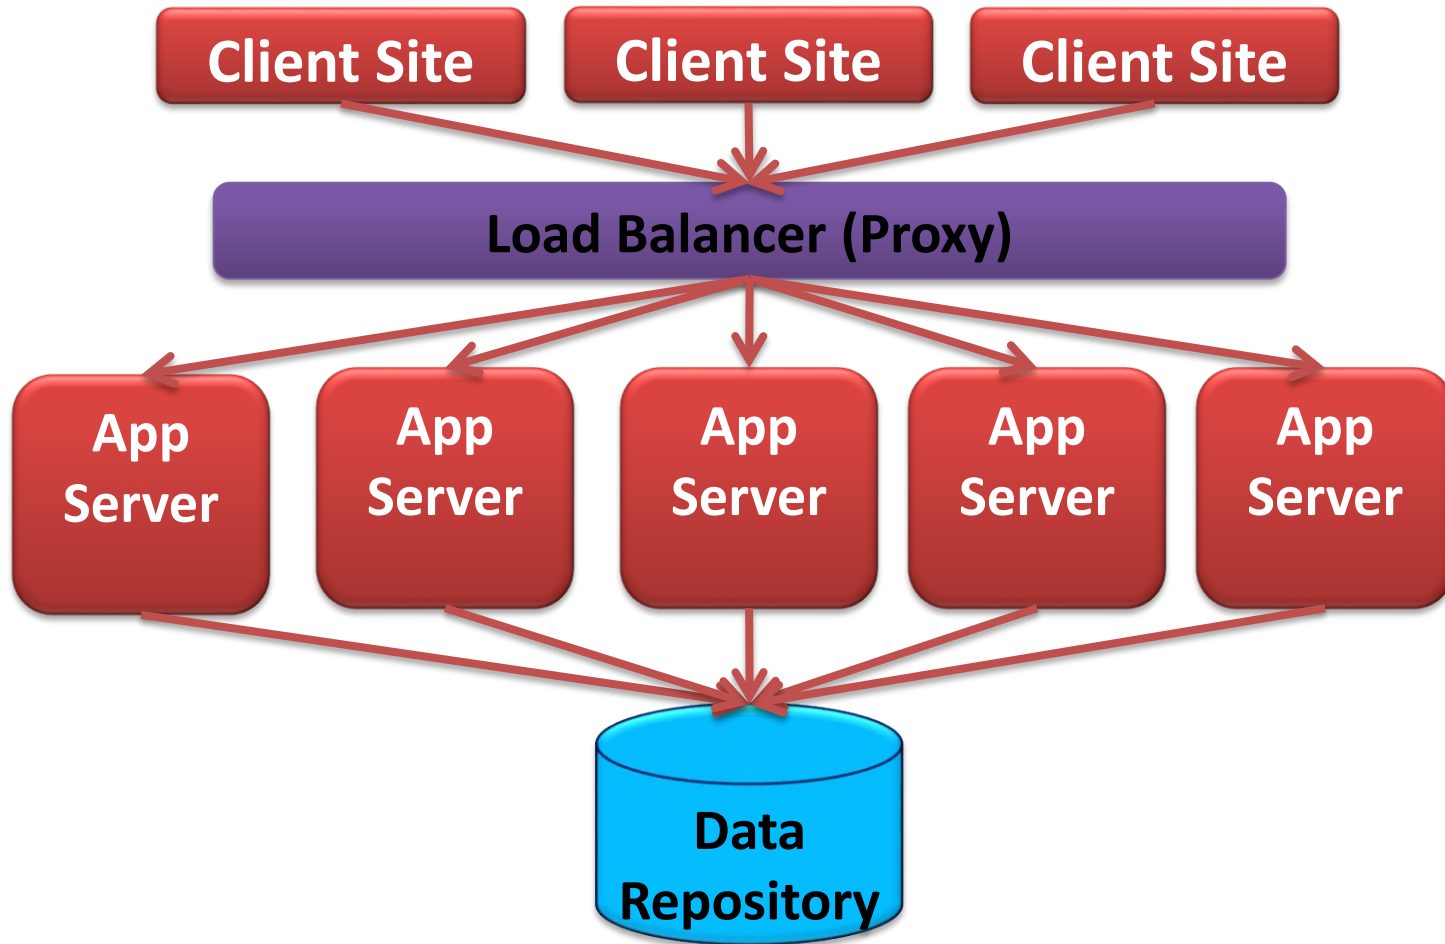 Client Site
Client Site
Client Site
Load Balancer (Proxy)
App
Server
App
Server
App
Server
App
Server
App
Server
Data
Repository